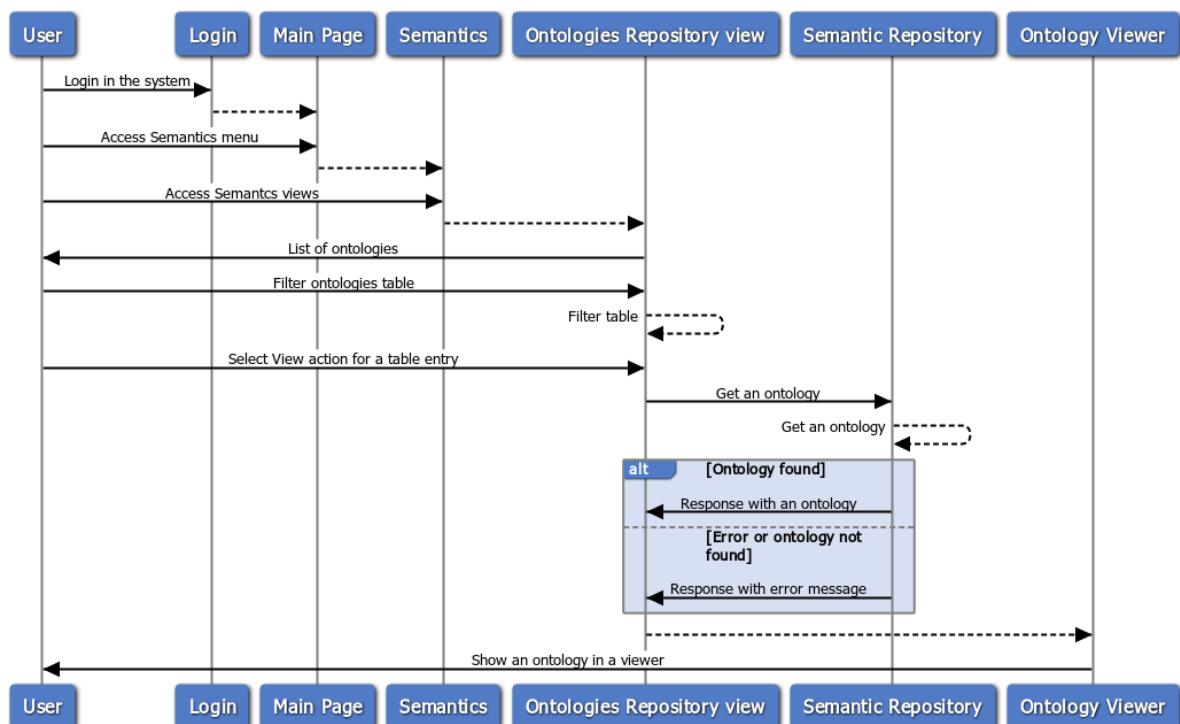 User
Login
Main Page
Semantics
Ontologies Repository view
Semantic Repository
Ontology Viewer
Login in the system
Access Semantics menu
Access Semantcs views
List of ontologies
Filter ontologies table
Filter table
Select View action for a table entry
Get an ontology
Get an ontology
alt
[Ontology found]
Response with an ontology
[Error or ontology not
found]
Response with error message
Show an ontology in a viewer
User
Login
Main Page
Semantics
Ontologies Repository view
Semantic Repository
Ontology Viewer